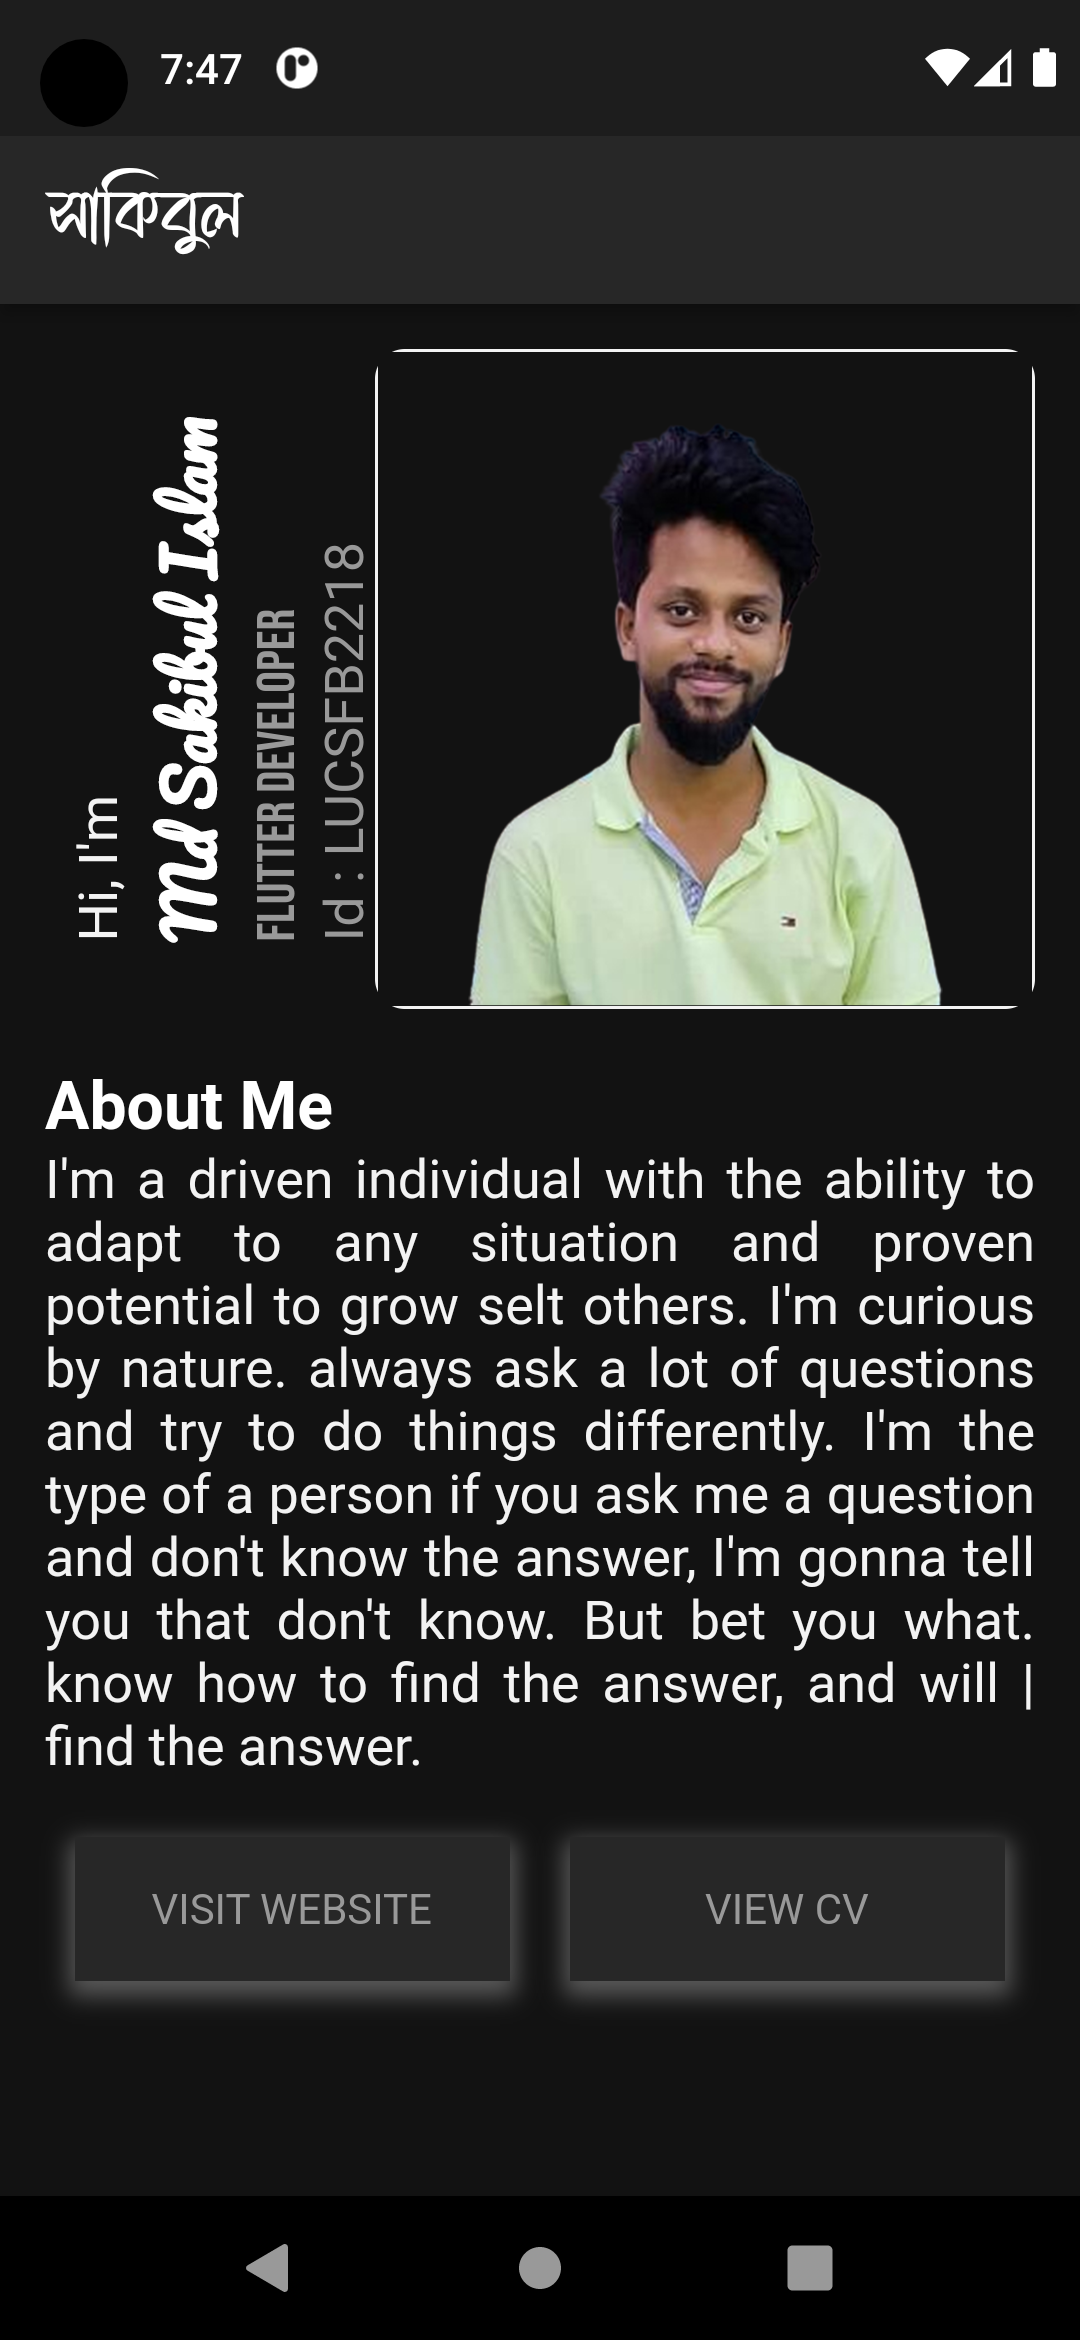 7:47
সাকিবুল
Hi, I'm
Md Sakibul Islam
FLUTTER DEVELOPER
Id : LUCSFB2218
About Me
I'm a driven individual with the ability to
adapt to any situation and proven
potential to grow selt others. I'm curious
by nature. always ask a lot of questions
and try to do things differently. I'm the
type of a person if you ask me a question
and don't know the answer, I'm gonna tell
you that don't know. But bet you what.
know how to find the answer, and will |
find the answer.
VISIT WEBSITE
VIEW CV